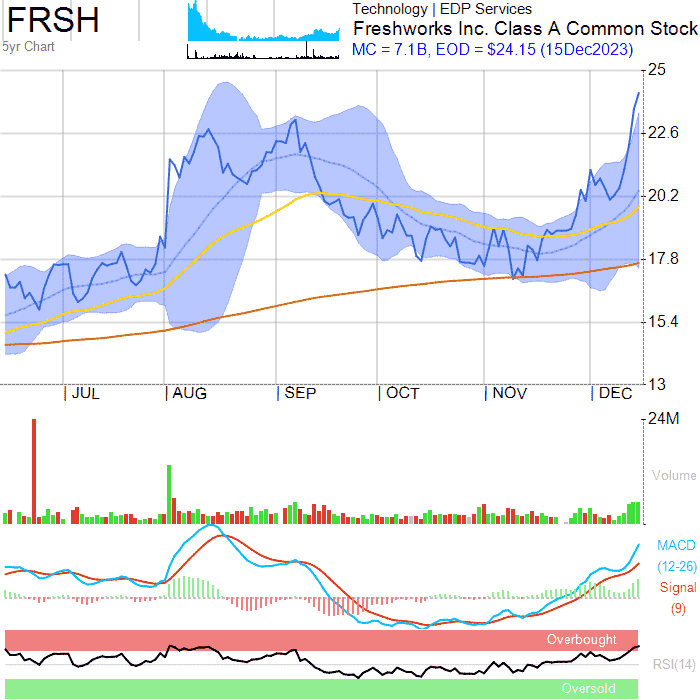 FRSH
5yr Chart
Technology | EDP Services
Freshworks Inc. Class A Common Stock
MC = 7.1B, EOD = $24.15 (15Dec2023)
25
22.6
20.2
17.8
15.4
13
JUL AUG SEP OCT NOV DEC
24M
Volume
MACD
(12-26)
Signal
(9)
Overbought
RSI(14)
Oversold